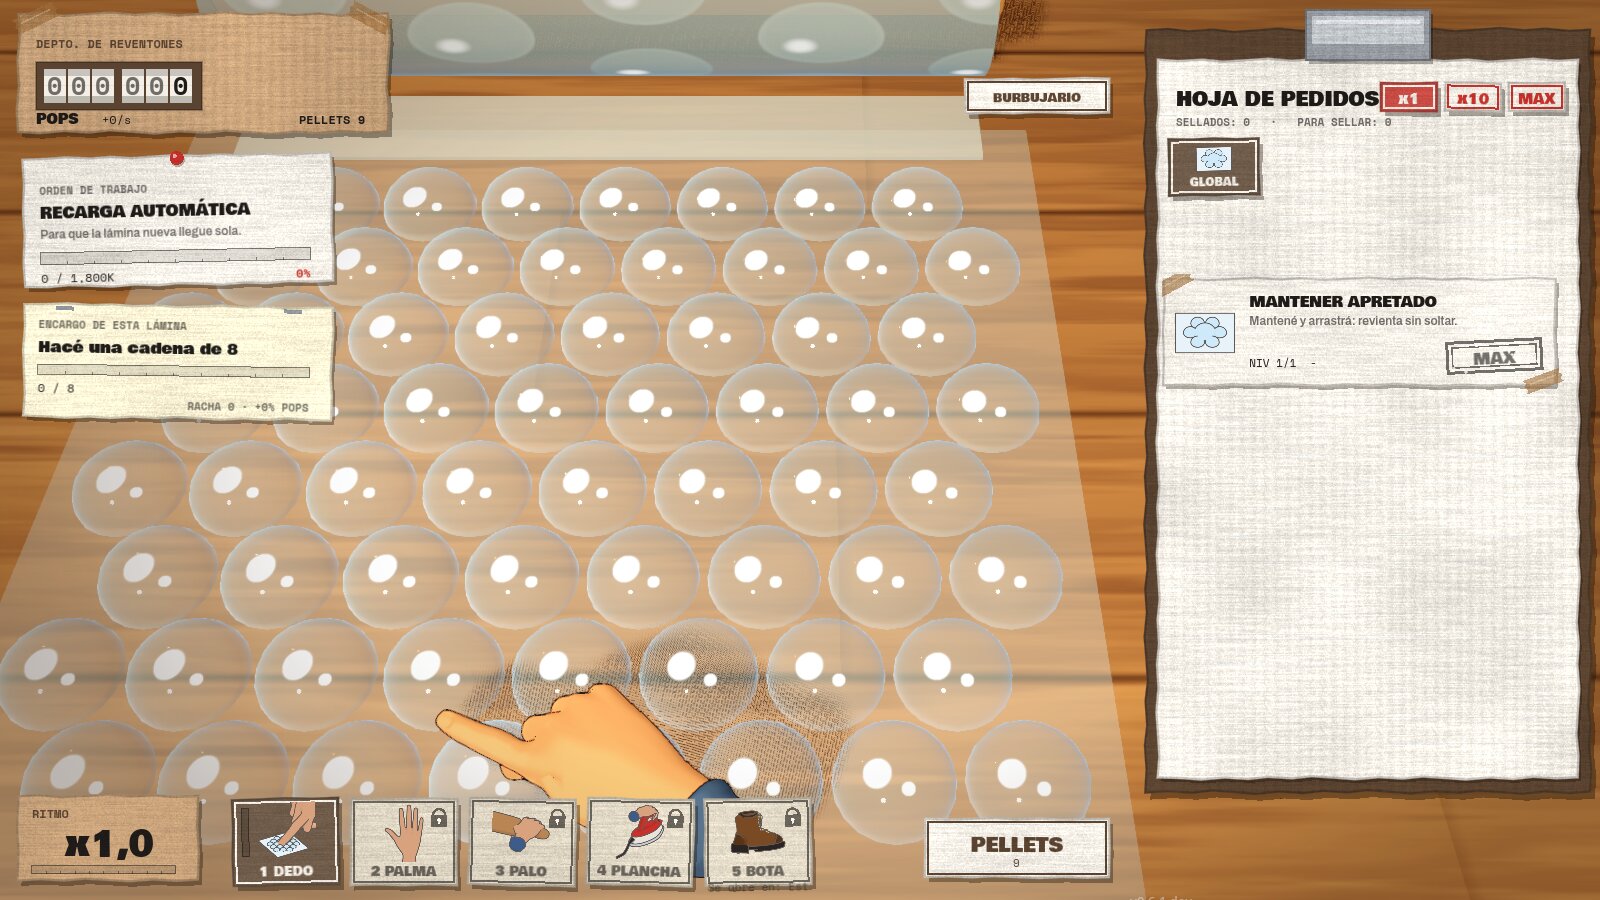 DEPTO. DE REVENTONES
000 000
POPS +0/s PELLETS 9
ORDEN DE TRABAJO
RECARGA AUTOMÁTICA
Para que la lámina nueva llegue sola.
0 / 1.800K 0%
ENCARGO DE ESTA LÁMINA
Hacé una cadena de 8
0 / 8
RACHA 0 · +0% POPS
BURBUJARIO
HOJA DE PEDIDOS x1 x10 MAX
SELLADOS: 0 · PARA SELLAR: 0
GLOBAL
MANTENER APRETADO
Mantené y arrastrá: revienta sin soltar.
NIV 1/1 -
MAX
RITMO
x1,0
1 DEDO
2 PALMA
3 PALO
4 PLANCHA
5 BOTA
Se abre en: Est
PELLETS
9